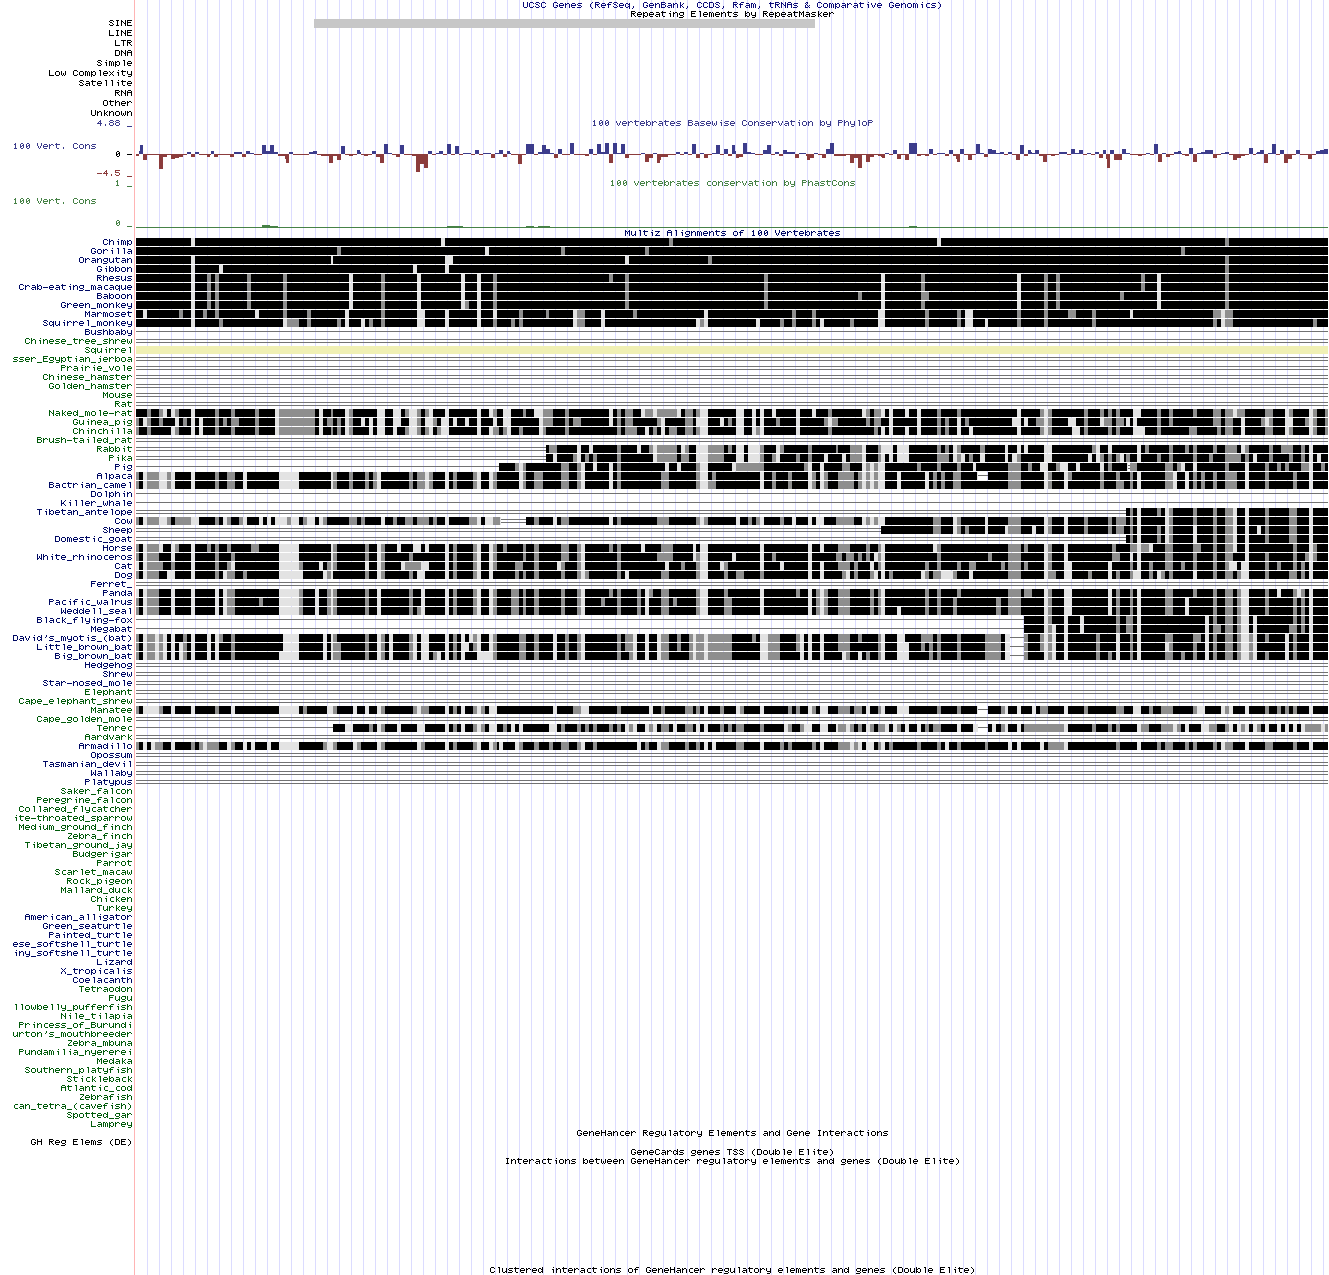 UCSC Genes (RefSeq, GenBank, CCDS, Rfam, tRNAs & Comparative Genomics)
Repeating Elements by RepeatMasker
SINE
LINE
LTR
DNA
Simple
Low Complexity
Satellite
RNA
Other
Unknown
4.88 _
100 vertebrates Basewise Conservation by PhyloP
100 Vert. Cons
0 -
-4.5 _
1 _
100 vertebrates conservation by PhastCons
100 Vert. Cons
0 _
Multiz Alignments of 100 Vertebrates
Chimp
Gorilla
Orangutan
Gibbon
Rhesus
Crab-eating_macaque
Baboon
Green_monkey
Marmoset
Squirrel_monkey
Bushbaby
Chinese_tree_shrew
Squirrel
sser_Egyptian_jerboa
Prairie_vole
Chinese_hamster
Golden_hamster
Mouse
Rat
Naked_mole-rat
Guinea_pig
Chinchilla
Brush-tailed_rat
Rabbit
Pika
Pig
Alpaca
Bactrian_camel
Dolphin
Killer_whale
Tibetan_antelope
Cow
Sheep
Domestic_goat
Horse
White_rhinoceros
Cat
Dog
Ferret_
Panda
Pacific_walrus
Weddell_seal
Black_flying-fox
Megabat
David's_myotis_(bat)
Little_brown_bat
Big_brown_bat
Hedgehog
Shrew
Star-nosed_mole
Elephant
Cape_elephant_shrew
Manatee
Cape_golden_mole
Tenrec
Aardvark
Armadillo
Opossum
Tasmanian_devil
Wallaby
Platypus
Saker_falcon
Peregrine_falcon
Collared_flycatcher
ite-throated_sparrow
Medium_ground_finch
Zebra_finch
Tibetan_ground_jay
Budgerigar
Parrot
Scarlet_macaw
Rock_pigeon
Mallard_duck
Chicken
Turkey
American_alligator
Green_seaturtle
Painted_turtle
ese_softshell_turtle
iny_softshell_turtle
Lizard
X_tropicalis
Coelacanth
Tetraodon
Fugu
llowbelly_pufferfish
Nile_tilapia
Princess_of_Burundi
urton's_mouthbreeder
Zebra_mbuna
Pundamilia_nyererei
Medaka
Southern_platyfish
Stickleback
Atlantic_cod
Zebrafish
can_tetra_(cavefish)
Spotted_gar
Lamprey
GeneHancer Regulatory Elements and Gene Interactions
GH Reg Elems (DE)
GeneCards genes TSS (Double Elite)
Interactions between GeneHancer regulatory elements and genes (Double Elite)
Clustered interactions of GeneHancer regulatory elements and genes (Double Elite)